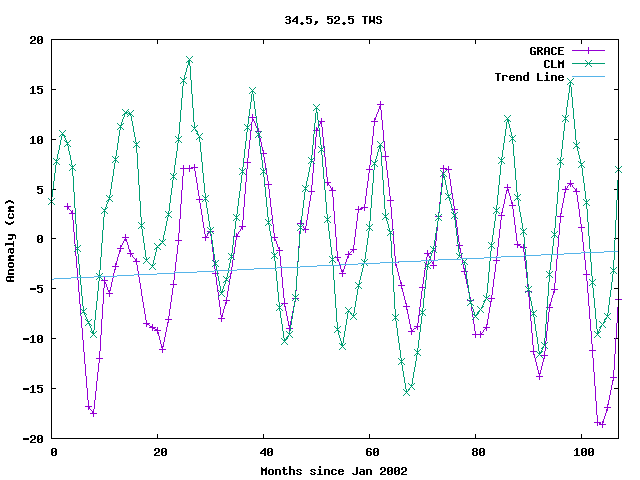 34.5, 52.5 TWS
GRACE
CLM
Trend Line
20
15
10
5
0
-5
-10
-15
-20
Anomaly (cm)
0 20 40 60 80 100
Months since Jan 2002